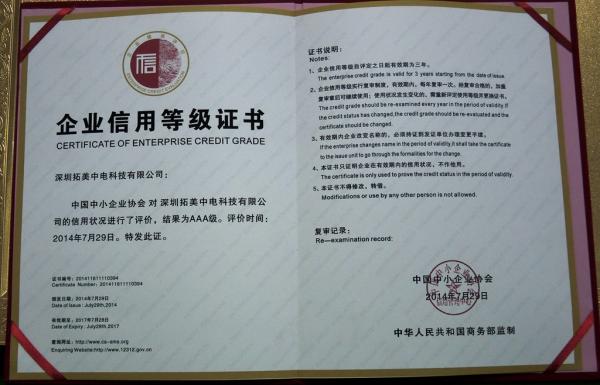 信
ENTERPRISE CREDIT EVALUATION
企业信用等级证书
CERTIFICATE OF ENTERPRISE CREDIT GRADE
深圳拓美中电科技有限公司：
中国中小企业协会 对 深圳拓美中电科技有限公
司的信用状况进行了评价，结果为AAA级。评价时间：
2014年7月29日。特发此证。
证书编号：201411611110394
Certificate Number: 201411611110394
颁发日期：2014年7月29日
Date of Issue: July29th,2014
有效期至：2017年7月28日
Date of Expiry: July28th,2017
查询网址：http://www.ca-sme.org
Enquiring Website:http://www.12312.gov.cn
证书说明：
Notes:
1、企业信用等级自评定之日起有效期为三年。
The enterprise credit grade is valid for 3 years starting from the date of issue.
2、企业信用等级实行复审制度，有效期内，每年复审一次。经复审合格的，加盖
复审章后可继续使用；使用状况发生变化的，需重新评定使用等级并更换证书。
The credit grade should be re-examined every year in the period of validity.If
the credit status has changed,the credit grade should be re-evaluated and the
certificate should be changed.
3、有效期内企业改变名称的，必须持证到发证单位办理变更手续。
If the enterprise changes name in the period of validity,it shall take the certificate
to the issue unit to go through the formalities for the change.
4、本证书只证明企业在有效期内的信用状况，不作他用。
The certificate is only used to prove the credit status in the period of validity.
5、本证书不得修改、转借。
Modifications or use by any other person is not allowed.
复审记录：
Re—examination record:
中国中小企业协会
2014年7月29日
中华人民共和国商务部监制